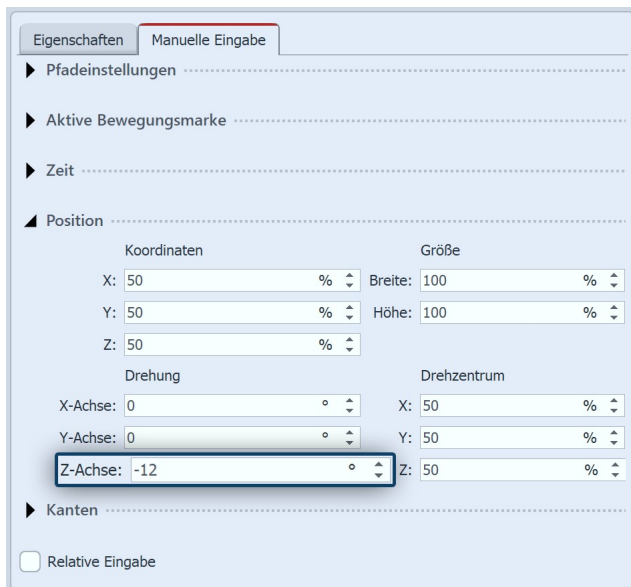 Eigenschaften Manuelle Eingabe
Pfadeinstellungen
Aktive Bewegungsmarke
Zeit
Position
Koordinaten Größe
X: 50 % Breite: 100 %
Y: 50 % Höhe: 100 %
Z: 50 %
Drehung Drehzentrum
X-Achse: 0 ° X: 50 %
Y-Achse: 0 ° Y: 50 %
Z-Achse: -12 ° Z: 50 %
Kanten
Relative Eingabe